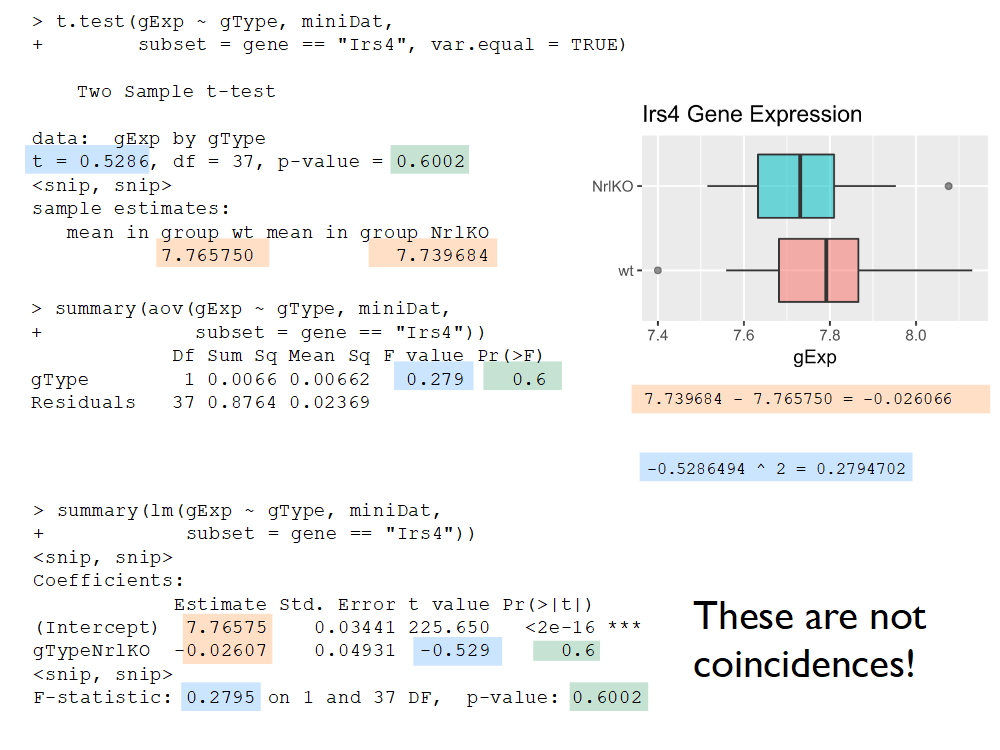 > t.test(gExp ~ gType, miniDat,
+ subset = gene == "Irs4", var.equal = TRUE)
Two Sample t-test
data: gExp by gType
t = 0.5286, df = 37, p-value = 0.6002
<snip, snip>
sample estimates:
mean in group wt mean in group NrlKO
7.765750 7.739684
> summary(aov(gExp ~ gType, miniDat,
+ subset = gene == "Irs4"))
Df Sum Sq Mean Sq F value Pr(>F)
gType 1 0.0066 0.00662 0.279 0.6
Residuals 37 0.8764 0.02369
> summary(lm(gExp ~ gType, miniDat,
+ subset = gene == "Irs4"))
<snip, snip>
Coefficients:
Estimate Std. Error t value Pr(>|t|)
(Intercept) 7.76575 0.03441 225.650 <2e-16 ***
gTypeNrlKO -0.02607 0.04931 -0.529 0.6
<snip, snip>
F-statistic: 0.2795 on 1 and 37 DF, p-value: 0.6002
Irs4 Gene Expression
NrlKO
wt
7.4 7.6 7.8 8.0
gExp
7.739684 - 7.765750 = -0.026066
-0.5286494 ^ 2 = 0.2794702
These are not
coincidences!